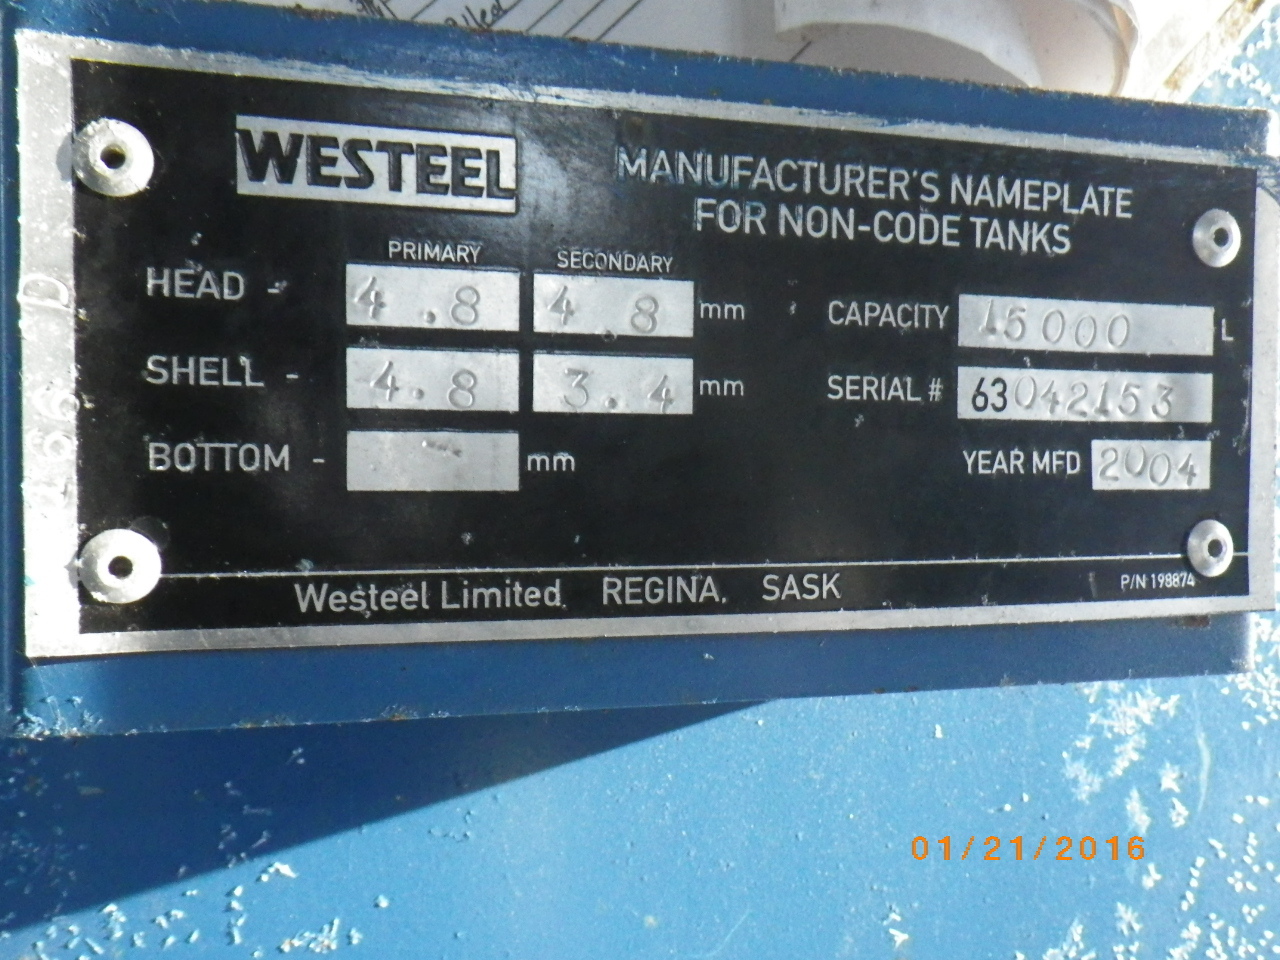 WESTEEL
MANUFACTURER'S NAMEPLATE
FOR NON-CODE TANKS
PRIMARY SECONDARY
HEAD - 4.8 4.8 mm
CAPACITY 15000 L
SHELL - 4.8 3.4 mm
SERIAL # 63042153
BOTTOM - mm
YEAR MFD 2004
Westeel Limited, REGINA, SASK
P/N 198874
01/21/2016